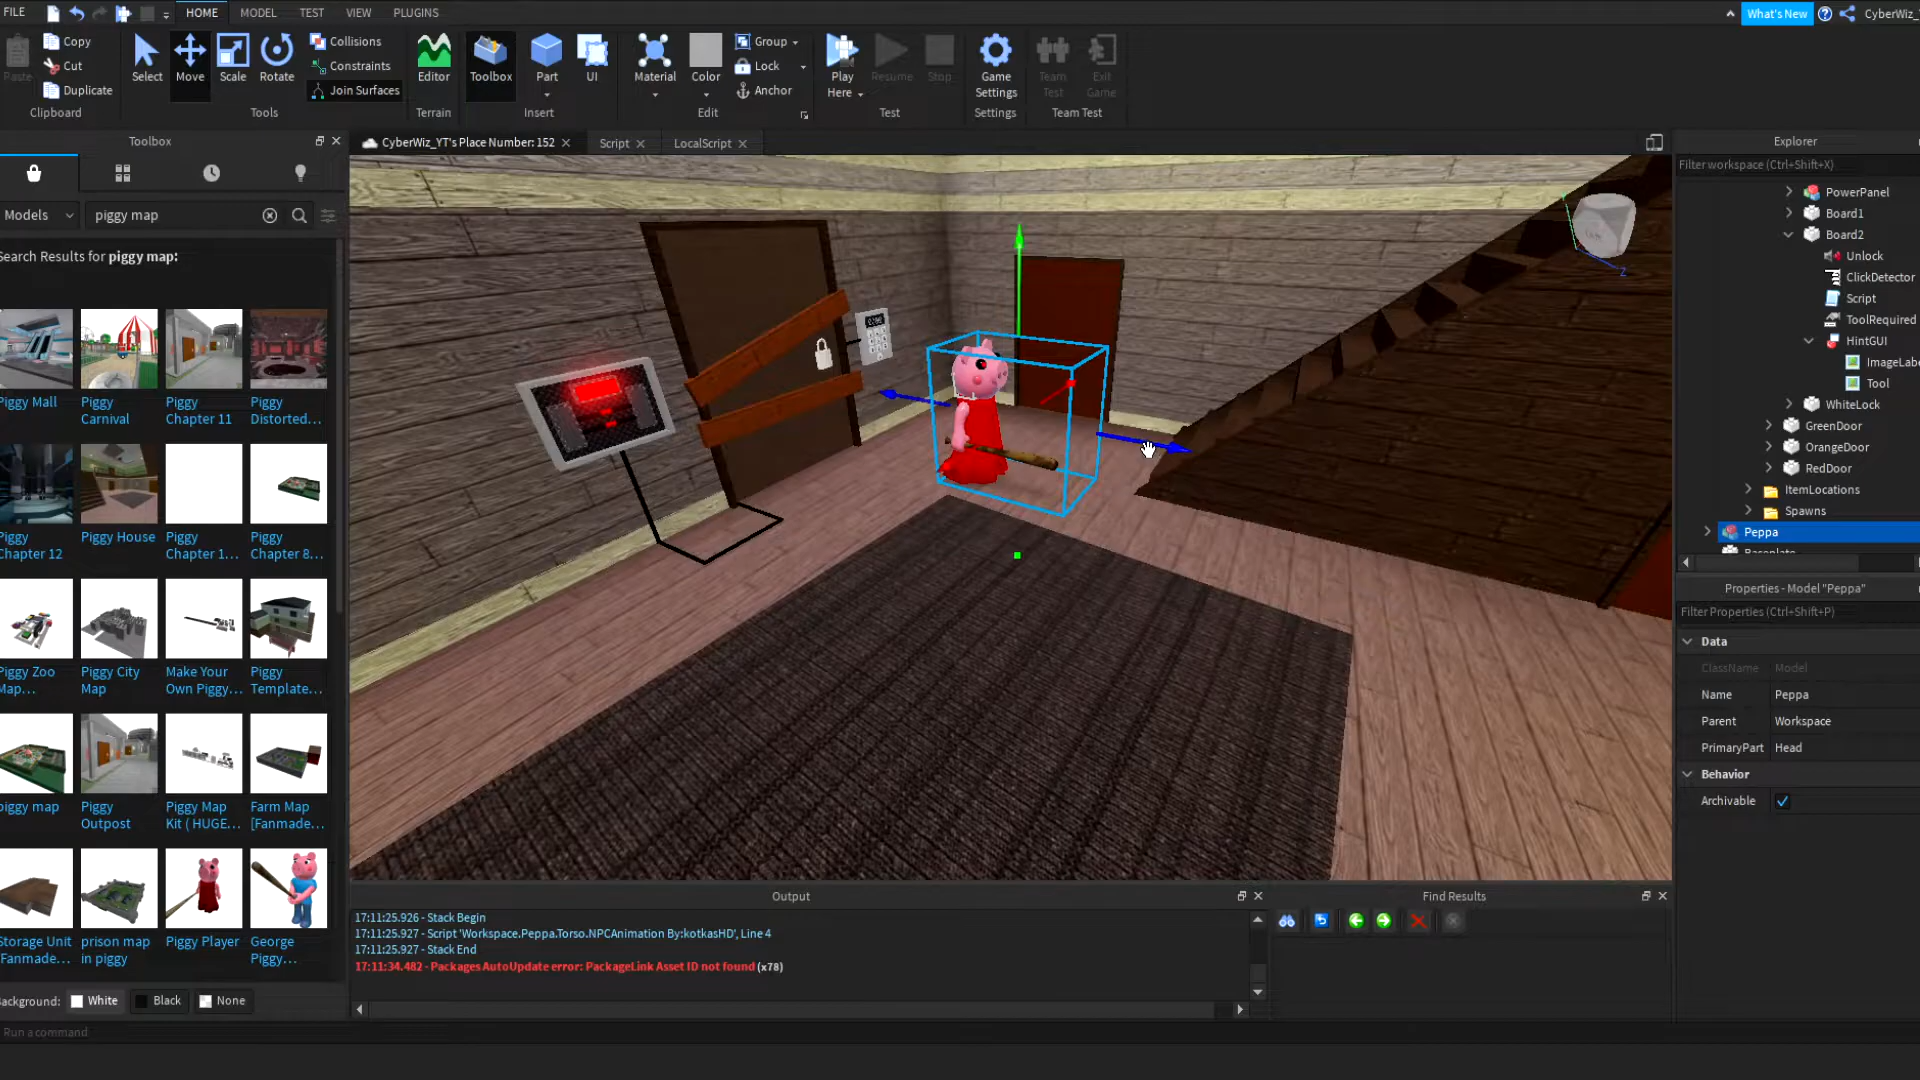 FILE
HOME
MODEL
TEST
VIEW
PLUGINS
What's New
CyberWiz_
Paste
Copy
Cut
Duplicate
Clipboard
Select
Move
Scale
Rotate
Collisions
Constraints
Join Surfaces
Tools
Editor
Terrain
Toolbox
Part
UI
Insert
Material
Color
Group
Lock
Anchor
Edit
Play
Here
Resume
Stop
Test
Game
Settings
Settings
Team
Test
Exit
Game
Team Test
Toolbox
CyberWiz_YT's Place Number: 152
Script
LocalScript
Models
piggy map
Search Results for piggy map:
Piggy Mall
Piggy
Carnival
Piggy
Chapter 11
Piggy
Distorted...
Piggy
Chapter 12
Piggy House
Piggy
Chapter 1...
Piggy
Chapter 8...
Piggy Zoo
Map...
Piggy City
Map
Make Your
Own Piggy...
Piggy
Template...
piggy map
Piggy
Outpost
Piggy Map
Kit ( HUGE...
Farm Map
[Fanmade...
Storage Unit
[Fanmade...
prison map
in piggy
Piggy Player
George
Piggy...
Background:
White
Black
None
Run a command
Output
17:11:25.926 - Stack Begin
17:11:25.927 - Script 'Workspace.Peppa.Torso.NPCAnimation By:kotkasHD', Line 4
17:11:25.927 - Stack End
17:11:34.482 - Packages AutoUpdate error: PackageLink Asset ID not found (x78)
Find Results
Explorer
Filter workspace (Ctrl+Shift+X)
PowerPanel
Board1
Board2
Unlock
ClickDetector
Script
ToolRequired
HintGUI
ImageLabe
Tool
WhiteLock
GreenDoor
OrangeDoor
RedDoor
ItemLocations
Spawns
Peppa
Baseplate
Properties - Model "Peppa"
Filter Properties (Ctrl+Shift+P)
Data
ClassName
Model
Name
Peppa
Parent
Workspace
PrimaryPart
Head
Behavior
Archivable
Z